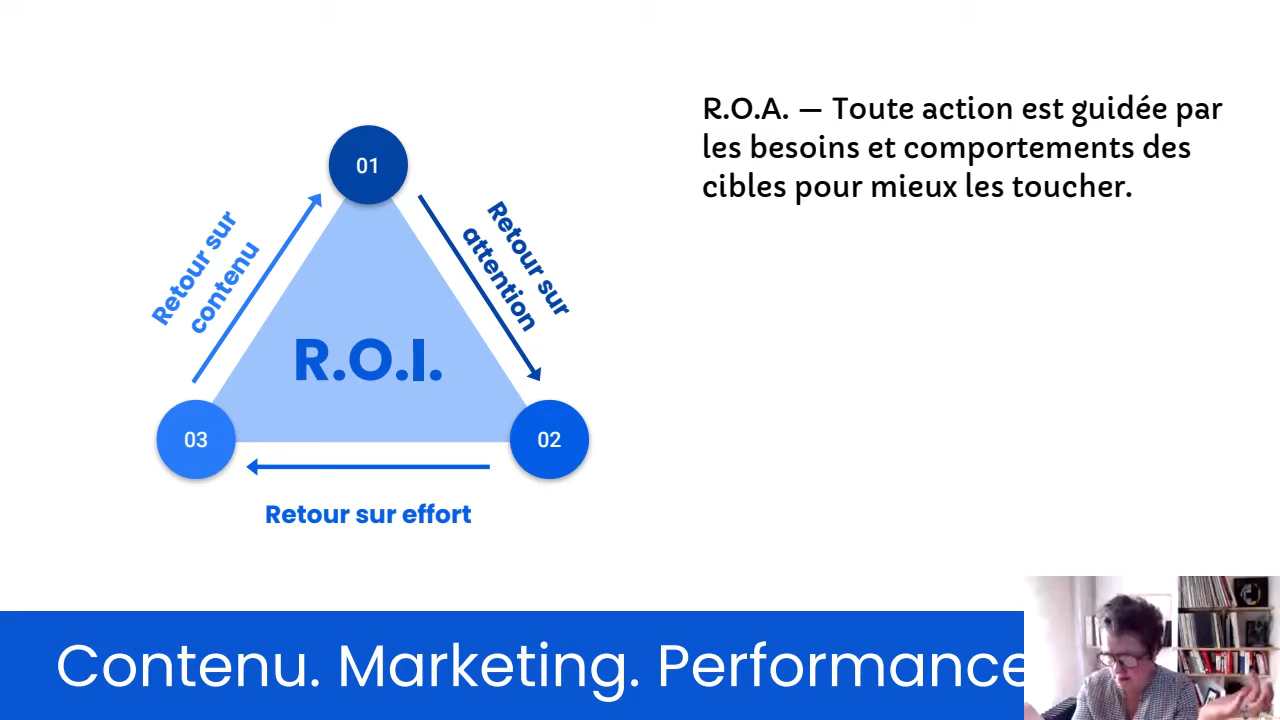 R.O.A. — Toute action est guidée par
les besoins et comportements des
cibles pour mieux les toucher.
01
Retour sur
contenu
Retour sur
attention
R.O.I.
03
02
Retour sur effort
Contenu. Marketing. Performance